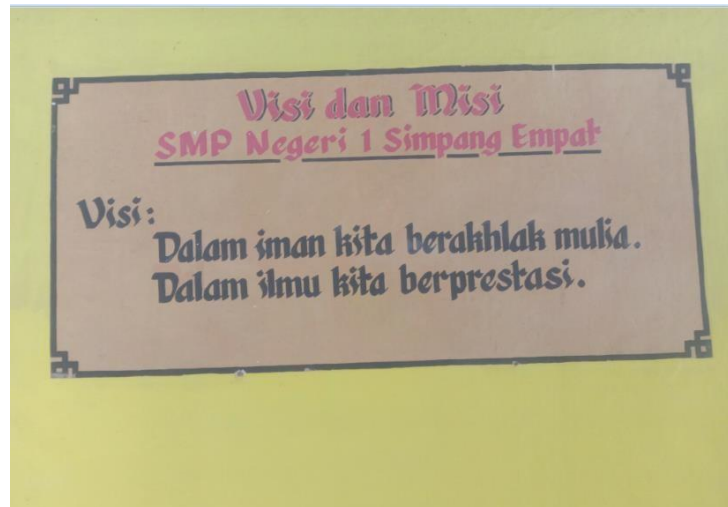 Visi dan Misi
SMP Negeri 1 Simpang Empat
Visi:
Dalam iman kita berakhlak mulia.
Dalam ilmu kita berprestasi.